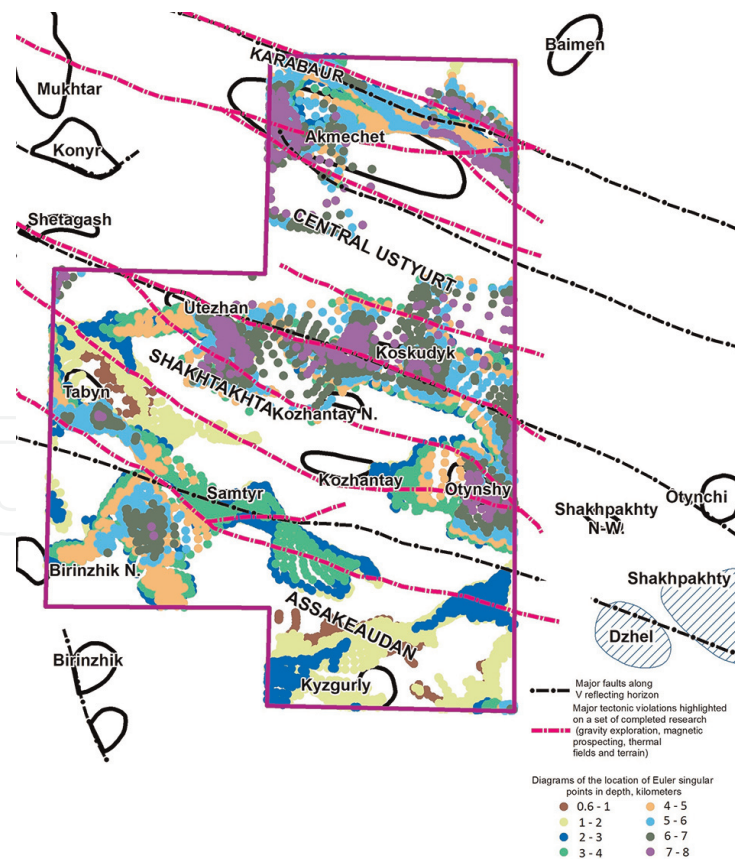 Baimen
KARABAUR
Mukhtar
Akmechet
Konyr
Shetagash
CENTRAL USTYURT
Utezhan
Koskudyk
SHAKHTAKHTA
Tabyn
Kozhantay N.
Kozhantay
Samtyr
Otynshy
Otynchi
Shakhpakhty
N-W.
Birinzhik N.
Shakhpakhty
ASSAKEAUDAN
Dzhel
Birinzhik
Kyzgurly
Major faults along
V reflecting horizon
Major tectonic violations highlighted
on a set of completed research
(gravity exploration, magnetic
prospecting, thermal
fields and terrain)
Diagrams of the location of Euler singular
points in depth, kilometers
0.6 - 1 4 - 5
1 - 2 5 - 6
2 - 3 6 - 7
3 - 4 7 - 8